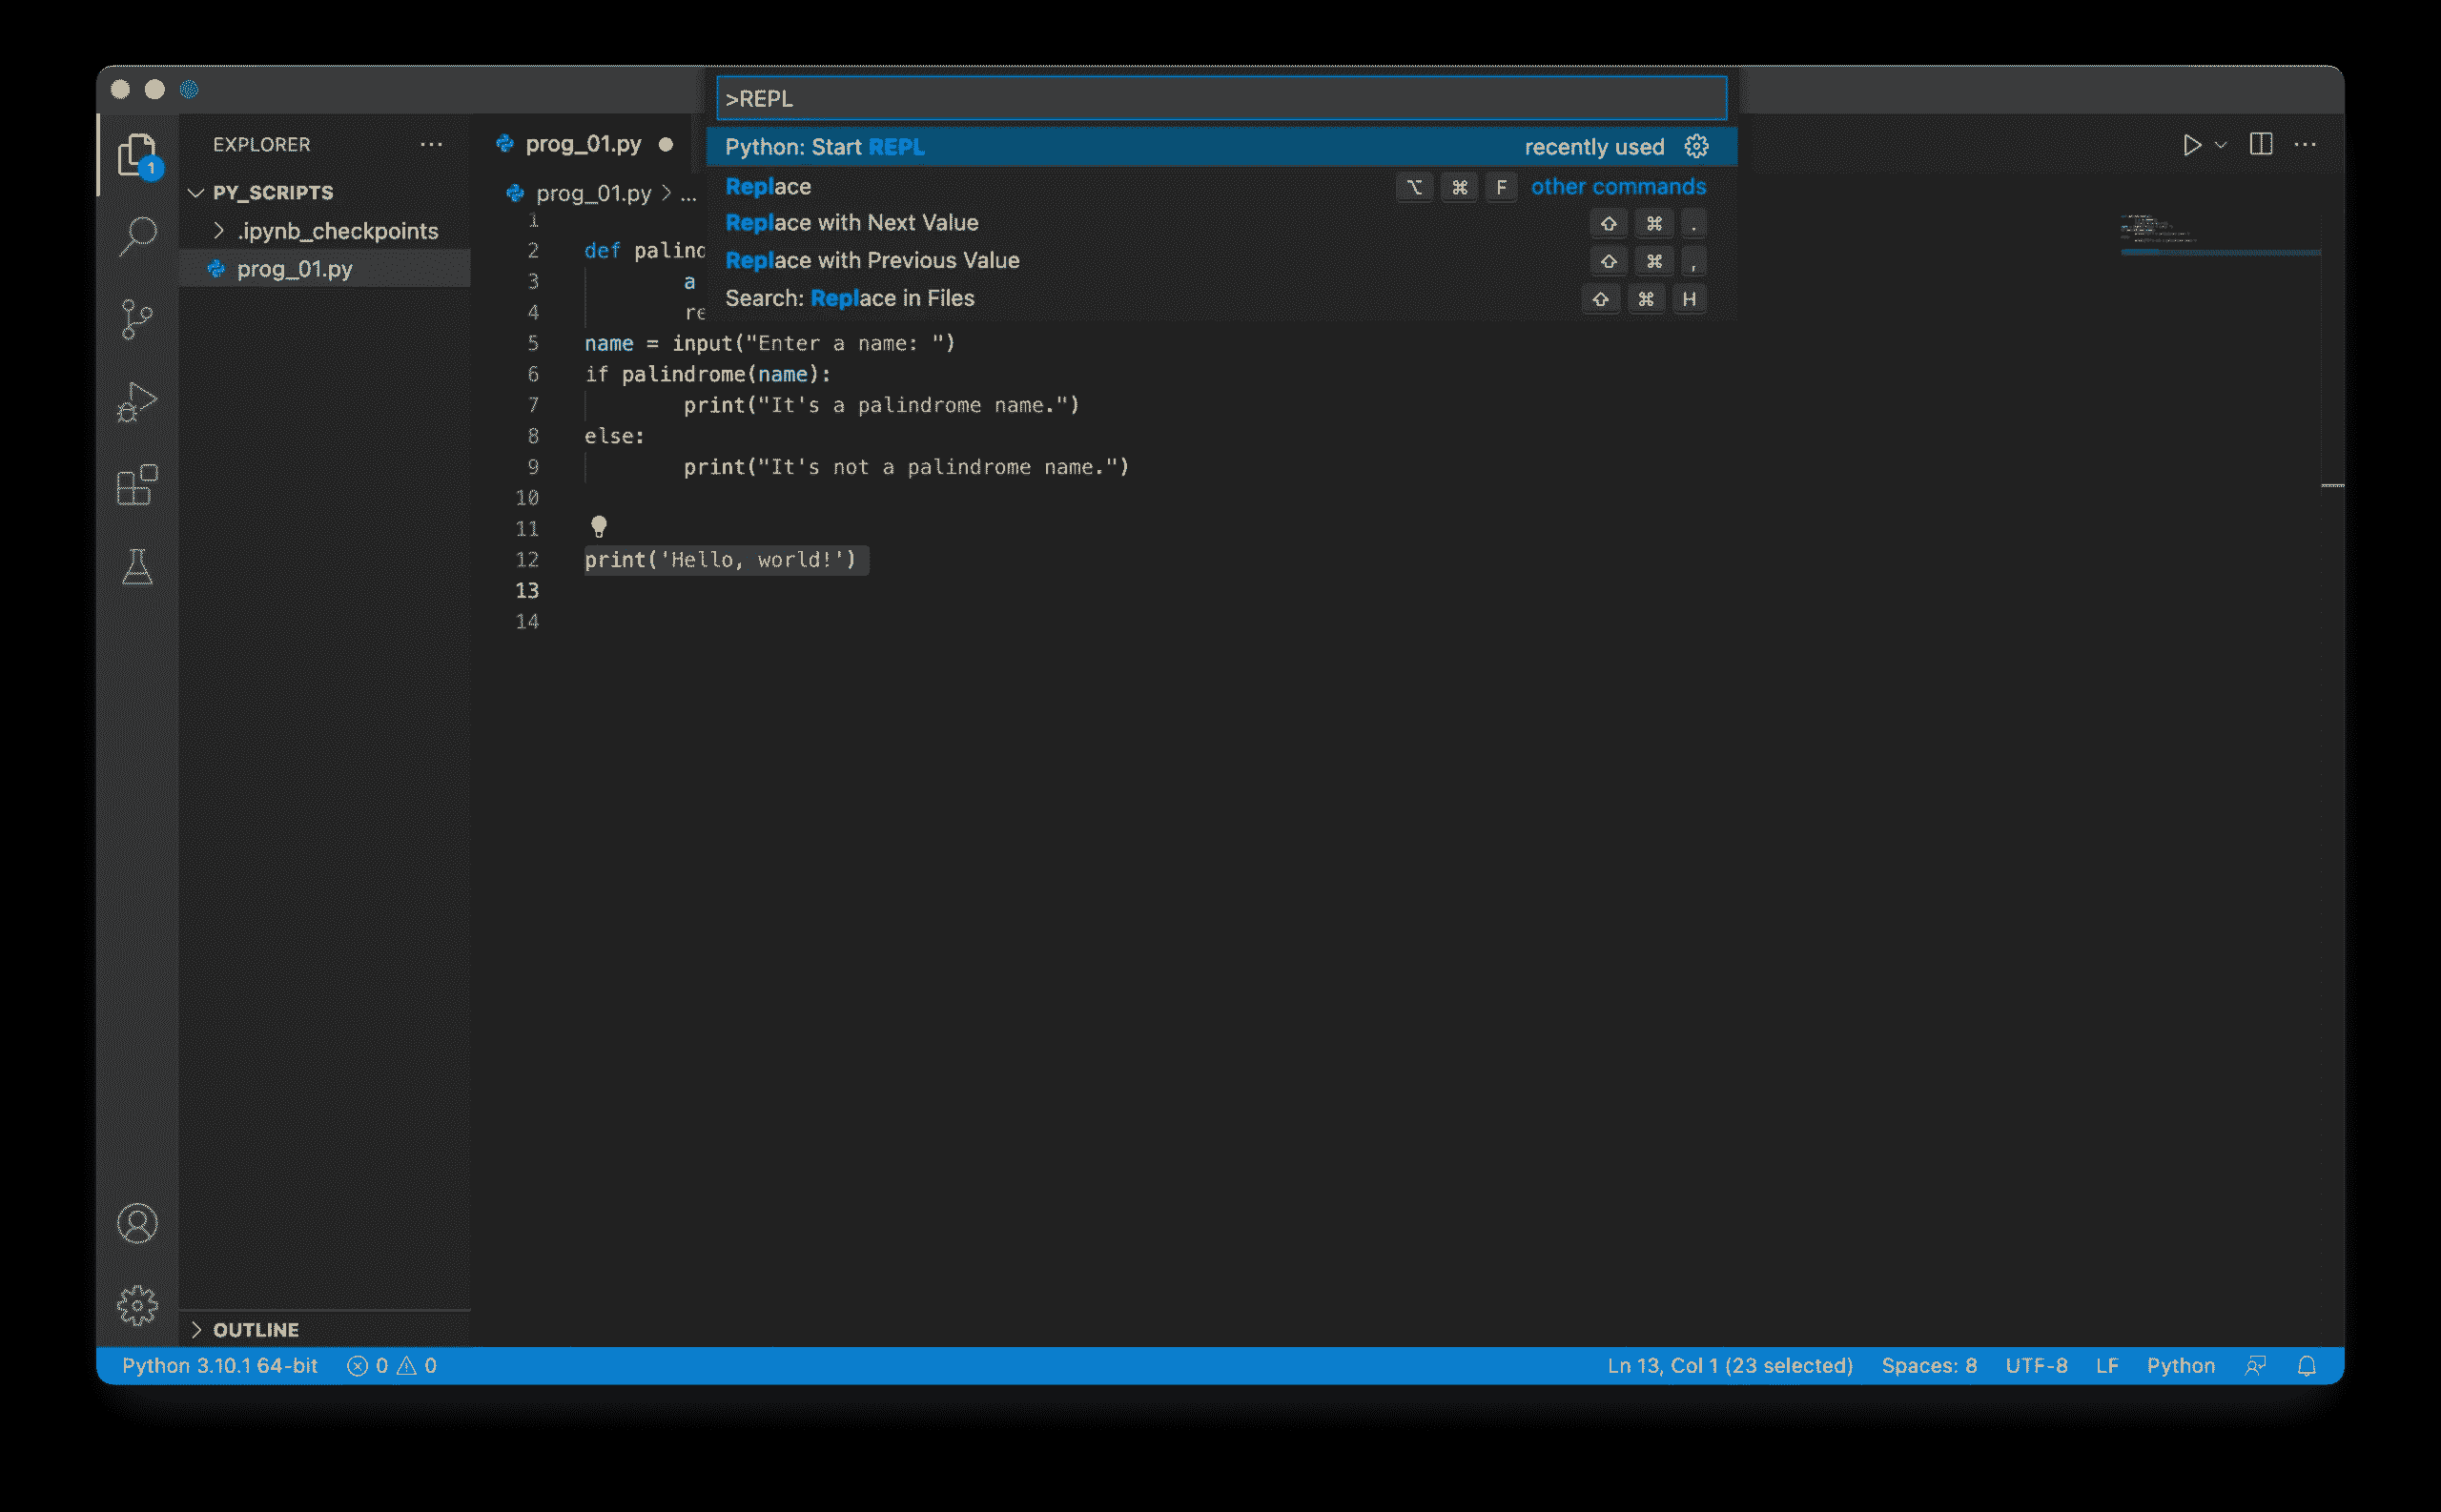 >REPL
Python: Start REPL recently used
Replace ⌥ ⌘ F other commands
Replace with Next Value ⇧ ⌘ .
Replace with Previous Value ⇧ ⌘ ,
Search: Replace in Files ⇧ ⌘ H
1
EXPLORER ...
PY_SCRIPTS
.ipynb_checkpoints
prog_01.py
OUTLINE
prog_01.py
prog_01.py > ...
1
2 def palind
3 a
4 re
5 name = input("Enter a name: ")
6 if palindrome(name):
7 print("It's a palindrome name.")
8 else:
9 print("It's not a palindrome name.")
10
11
12 print('Hello, world!')
13
14
Python 3.10.1 64-bit 0 0 Ln 13, Col 1 (23 selected) Spaces: 8 UTF-8 LF Python